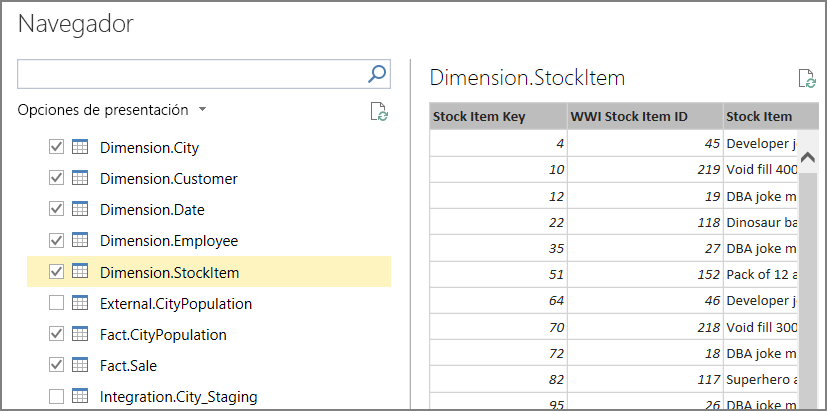 Navegador
Opciones de presentación
Dimension.City
Dimension.Customer
Dimension.Date
Dimension.Employee
Dimension.StockItem
External.CityPopulation
Fact.CityPopulation
Fact.Sale
Integration.City_Staging
Dimension.StockItem
Stock Item Key WWI Stock Item ID Stock Item
4 45 Developer j
10 219 Void fill 400
12 19 DBA joke m
22 118 Dinosaur ba
35 27 DBA joke m
51 152 Pack of 12 a
64 46 Developer j
70 218 Void fill 300
72 18 DBA joke m
82 117 Superhero a
95 26 DBA joke m